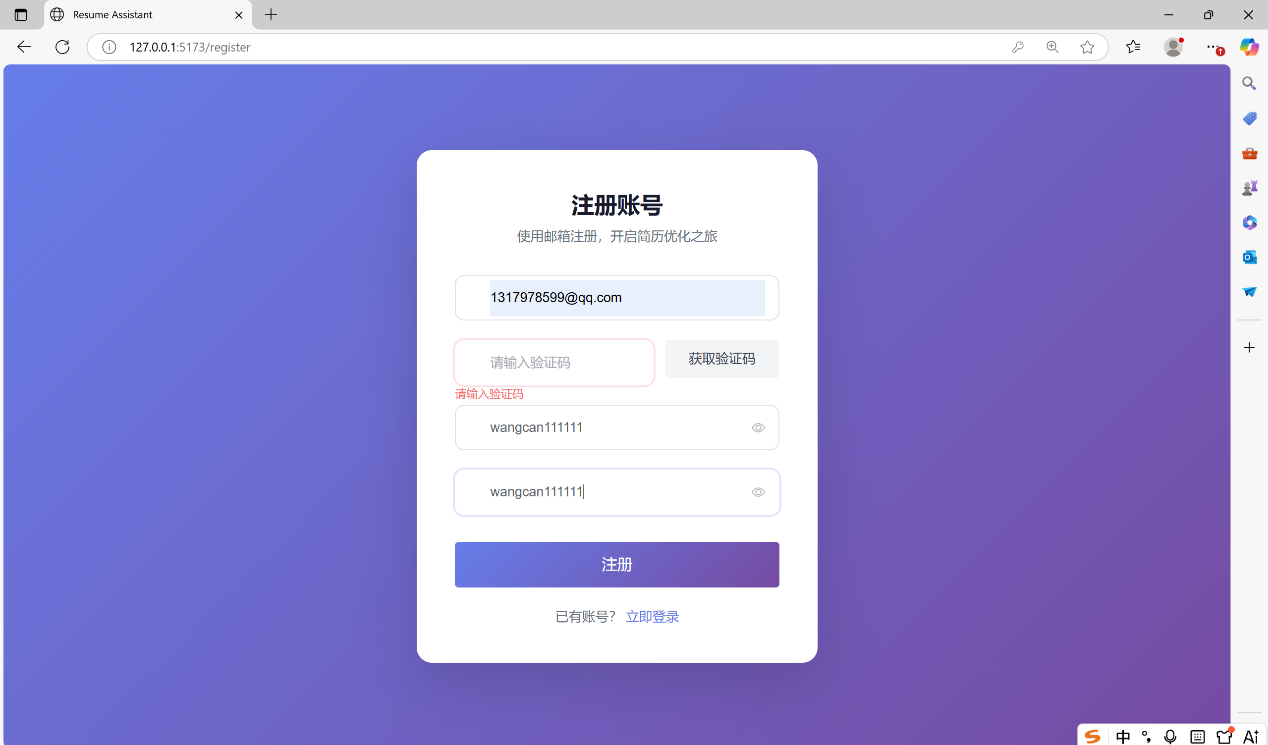 Resume Assistant
127.0.0.1:5173/register
注册账号
使用邮箱注册，开启简历优化之旅
1317978599@qq.com
请输入验证码 获取验证码
请输入验证码
wangcan111111
wangcan111111
注册
已有账号？ 立即登录
中